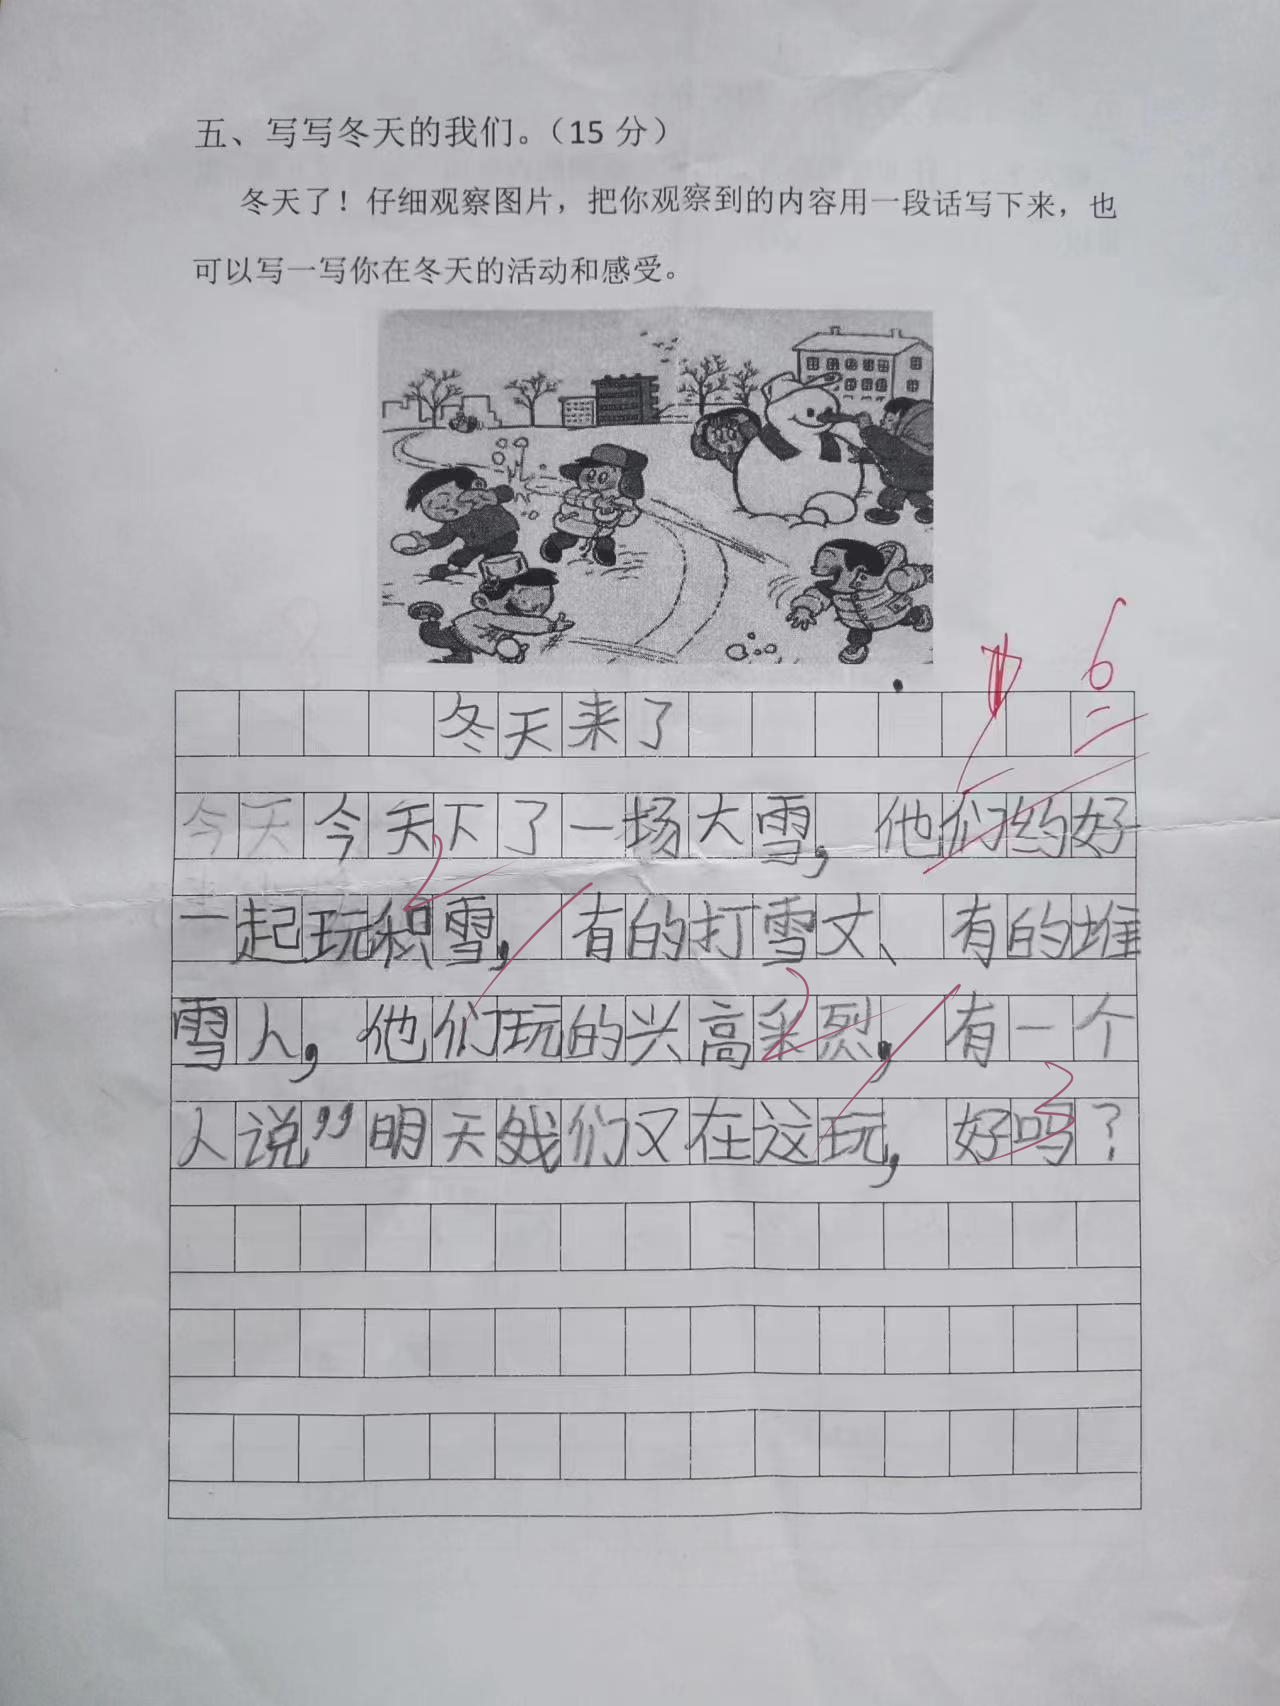 五、写写冬天的我们。（15 分）
冬天了！仔细观察图片，把你观察到的内容用一段话写下来，也
可以写一写你在冬天的活动和感受。
6
冬天来了
今天今天下了一场大雪，他们约好
一起玩积雪，有的打雪文、有的堆
雪人，他们玩的兴高采烈，有一个
人说”明天我们又在这玩，好吗？